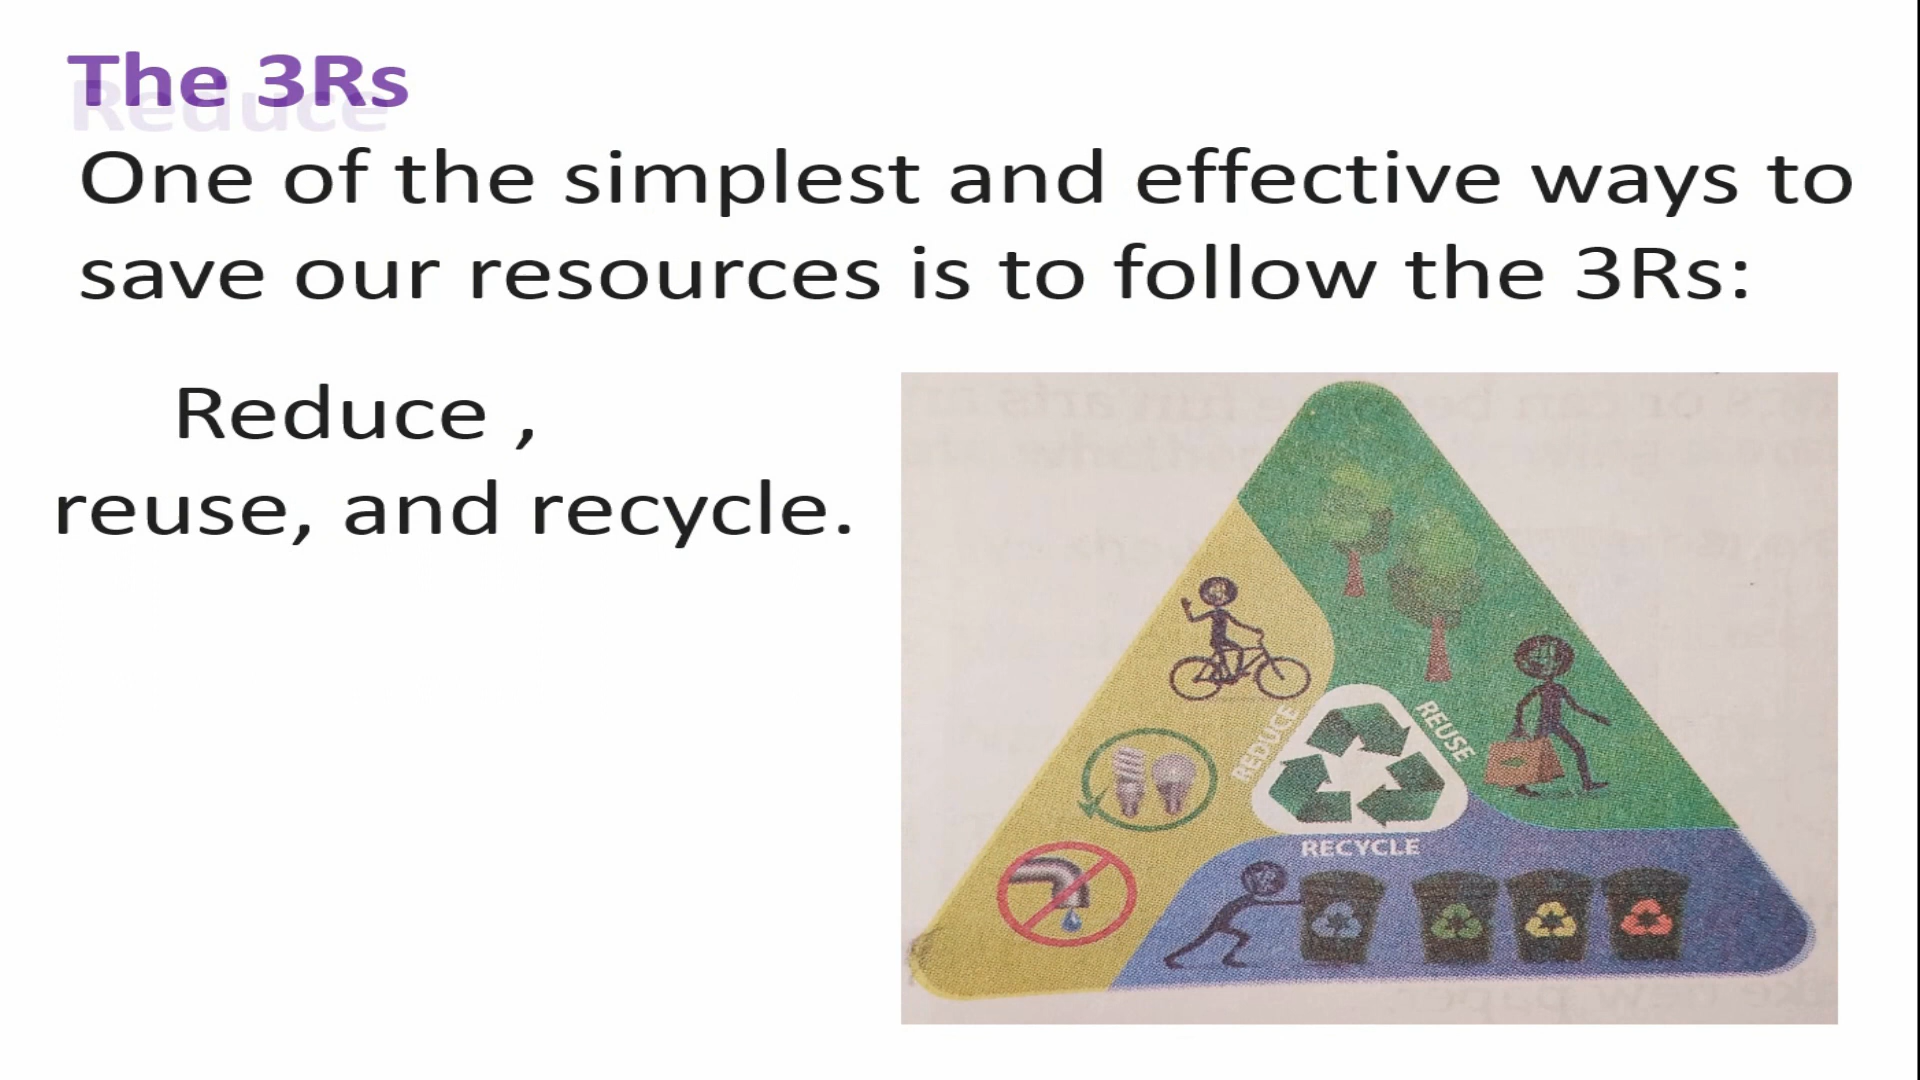 The 3Rs
Reduce
One of the simplest and effective ways to
save our resources is to follow the 3Rs:
Reduce ,
reuse, and recycle.
REDUCE
REUSE
RECYCLE